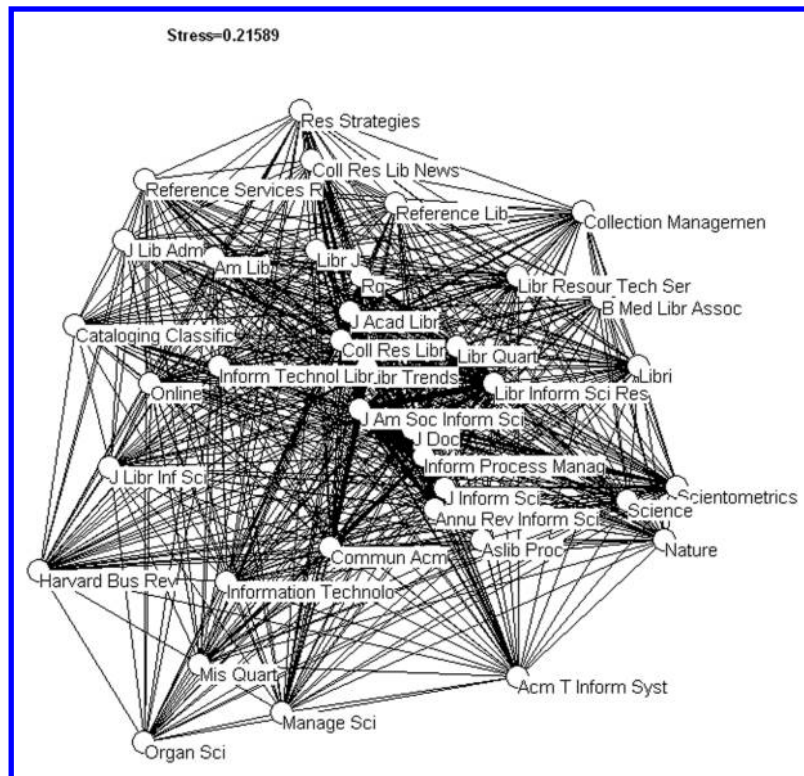 Stress=0.21589
Res Strategies
Coll Res Lib News
Reference Services R
Reference Lib
Collection Managemen
J Lib Adm
Am Lib
Libr J
Rq
Libr Resour Tech Ser
B Med Libr Assoc
J Acad Libr
Cataloging Classific
Coll Res Libr
Libr Quart
Inform Technol Libr
Libr Trends
Libri
Online
Libr Inform Sci Res
J Am Soc Inform Sci
J Doc
J Libr Inf Sci
Inform Process Manag
J Inform Sci
Scientometrics
Science
Annu Rev Inform Sci
Commun Acm
Aslib Proc
Nature
Harvard Bus Rev
Information Technolo
Mis Quart
Acm T Inform Syst
Manage Sci
Organ Sci